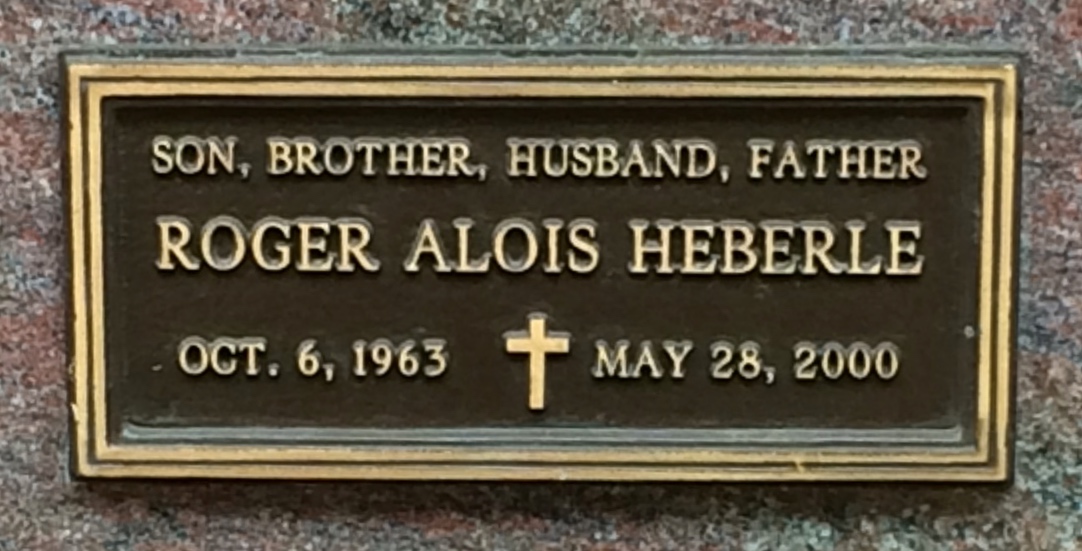 SON, BROTHER, HUSBAND, FATHER
ROGER ALOIS HEBERLE
OCT. 6, 1963 MAY 28, 2000